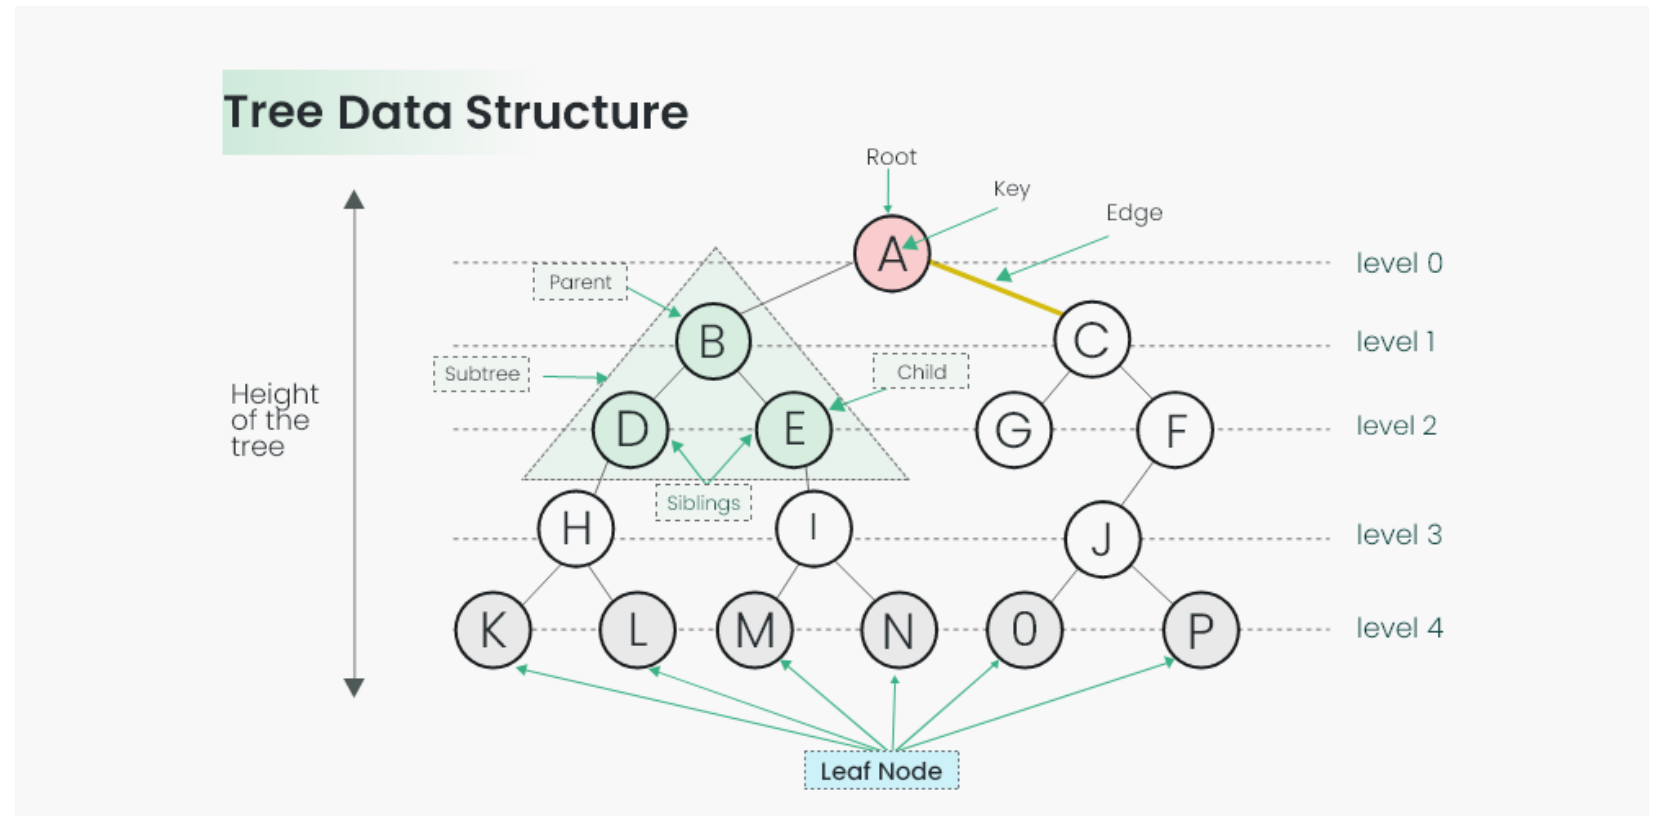 Tree Data Structure
Root
Key
Edge
A
level 0
Parent
B
C
level 1
Subtree
Child
Height
of the
tree
D
E
G
F
level 2
Siblings
H
I
J
level 3
K
L
M
N
0
P
level 4
Leaf Node